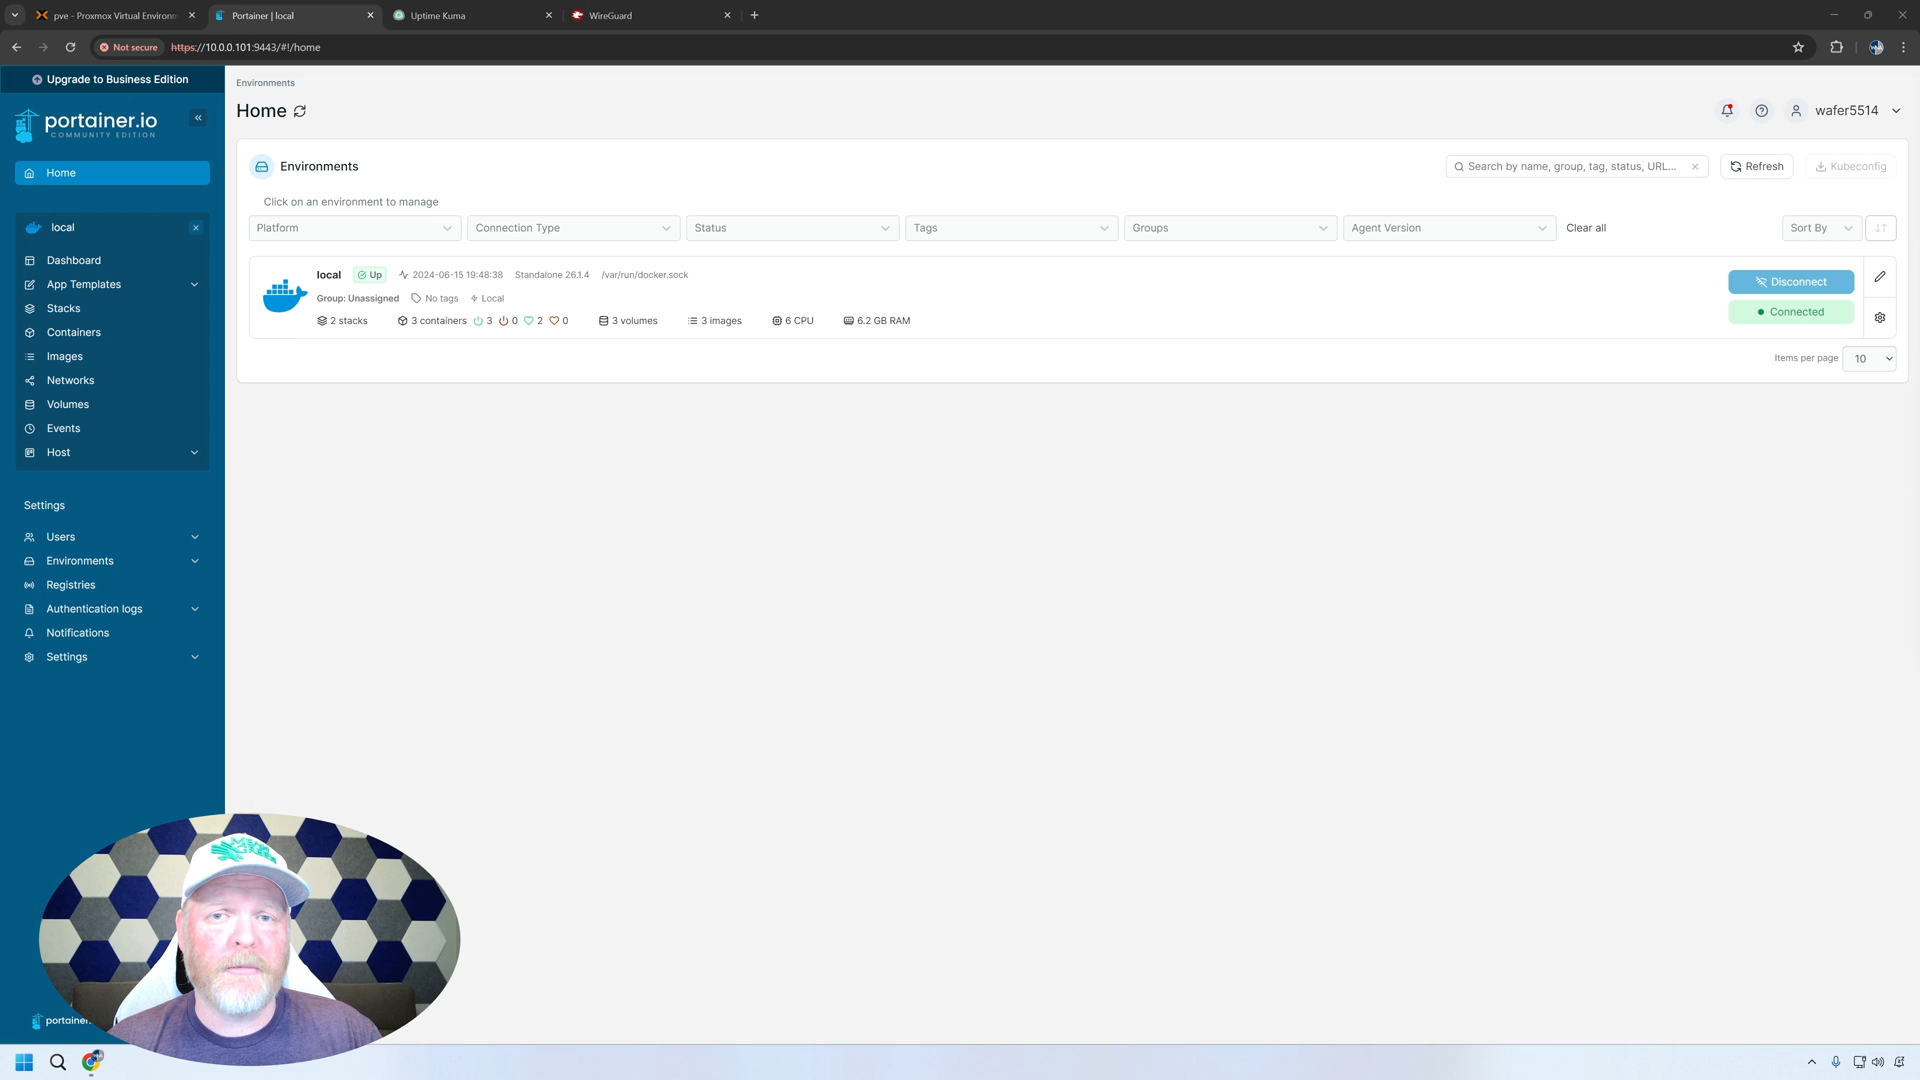 pve - Proxmox Virtual Environm
Portainer | local
Uptime Kuma
WireGuard
Not secure
https://10.0.0.101:9443/#!/home
Upgrade to Business Edition
portainer.io
COMMUNITY EDITION
Home
local
Dashboard
App Templates
Stacks
Containers
Images
Networks
Volumes
Events
Host
Settings
Users
Environments
Registries
Authentication logs
Notifications
Settings
portainer.
Environments
Home
wafer5514
Environments
Search by name, group, tag, status, URL...
Refresh
Kubeconfig
Click on an environment to manage
Platform
Connection Type
Status
Tags
Groups
Agent Version
Clear all
Sort By
local Up 2024-06-15 19:48:38 Standalone 26.1.4 /var/run/docker.sock
Group: Unassigned No tags Local
2 stacks 3 containers 3 0 2 0 3 volumes 3 images 6 CPU 6.2 GB RAM
Disconnect
Connected
Items per page 10